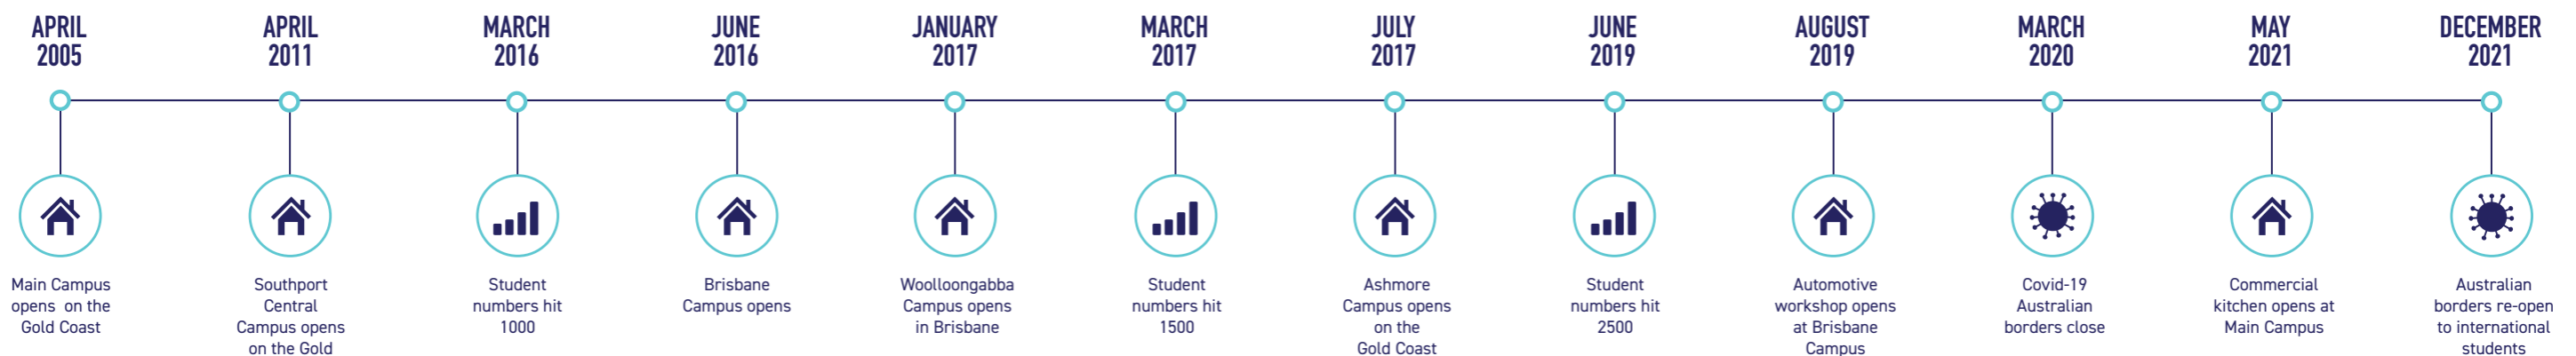 APRIL
2005
APRIL
2011
MARCH
2016
JUNE
2016
JANUARY
2017
MARCH
2017
JULY
2017
JUNE
2019
AUGUST
2019
MARCH
2020
MAY
2021
DECEMBER
2021
Main Campus
opens on the
Gold Coast
Southport
Central
Campus opens
on the Gold
Student
numbers hit
1000
Brisbane
Campus opens
Woolloongabba
Campus opens
in Brisbane
Student
numbers hit
1500
Ashmore
Campus opens
on the
Gold Coast
Student
numbers hit
2500
Automotive
workshop opens
at Brisbane
Campus
Covid-19
Australian
borders close
Commercial
kitchen opens at
Main Campus
Australian
borders re-open
to international
students